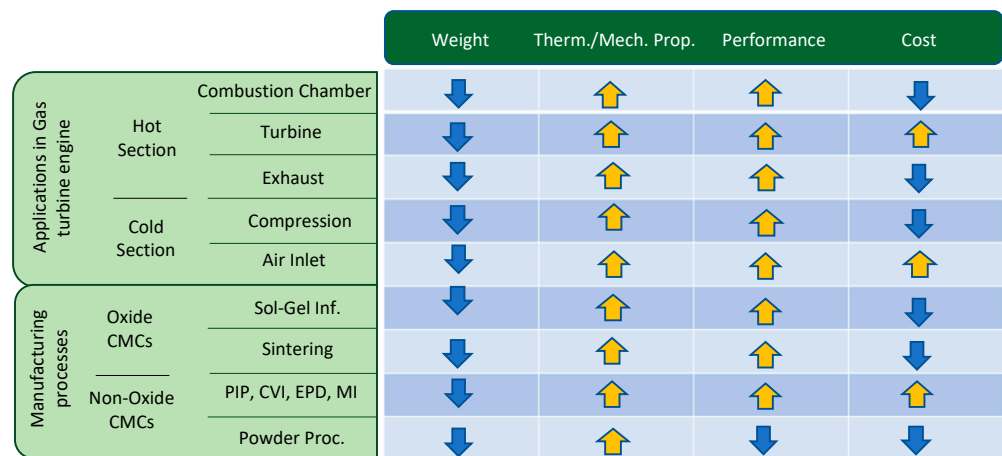 Weight Therm./Mech. Prop. Performance Cost
Applications in Gas
turbine engine
Hot
Section
Combustion Chamber
Turbine
Exhaust
Cold
Section
Compression
Air Inlet
Manufacturing
processes
Oxide
CMCs
Sol-Gel Inf.
Sintering
Non-Oxide
CMCs
PIP, CVI, EPD, MI
Powder Proc.